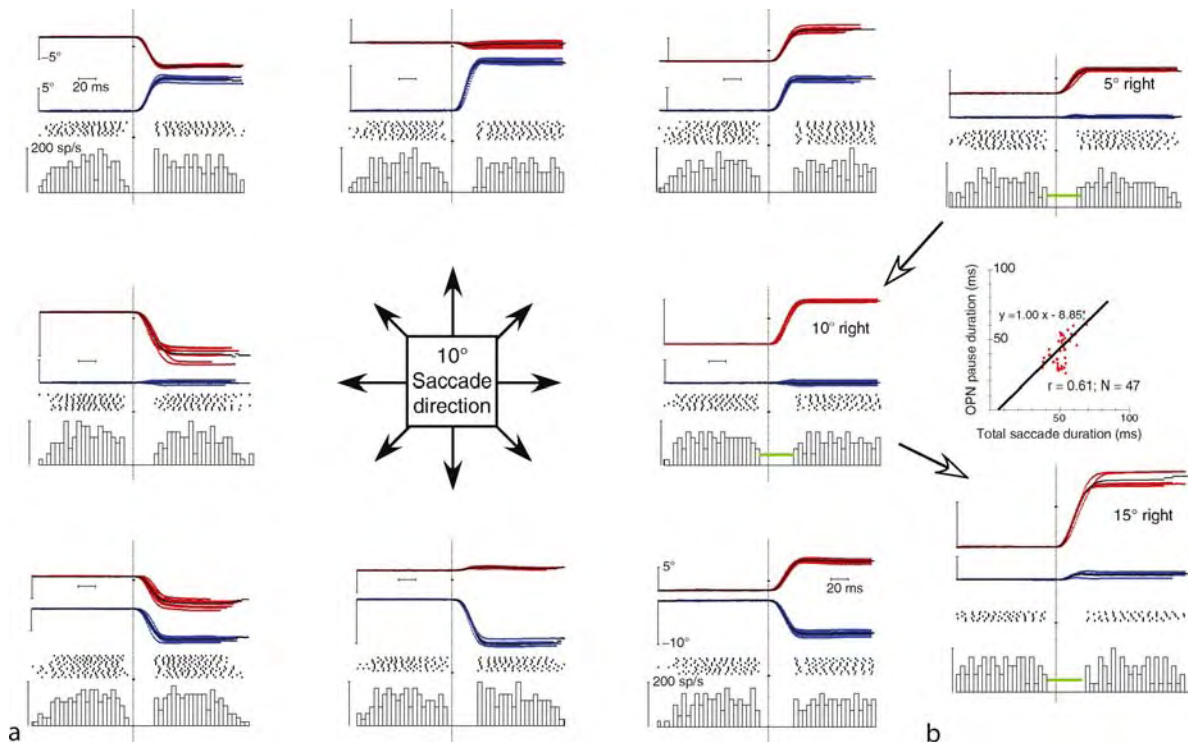 –5°
5°
20 ms
200 sp/s
5° right
10°
Saccade
direction
10° right
100
OPN pause duration (ms)
y =1.00 x - 8.85
50
r = 0.61; N = 47
50
100
Total saccade duration (ms)
15° right
5°
20 ms
–10°
200 sp/s
a
b